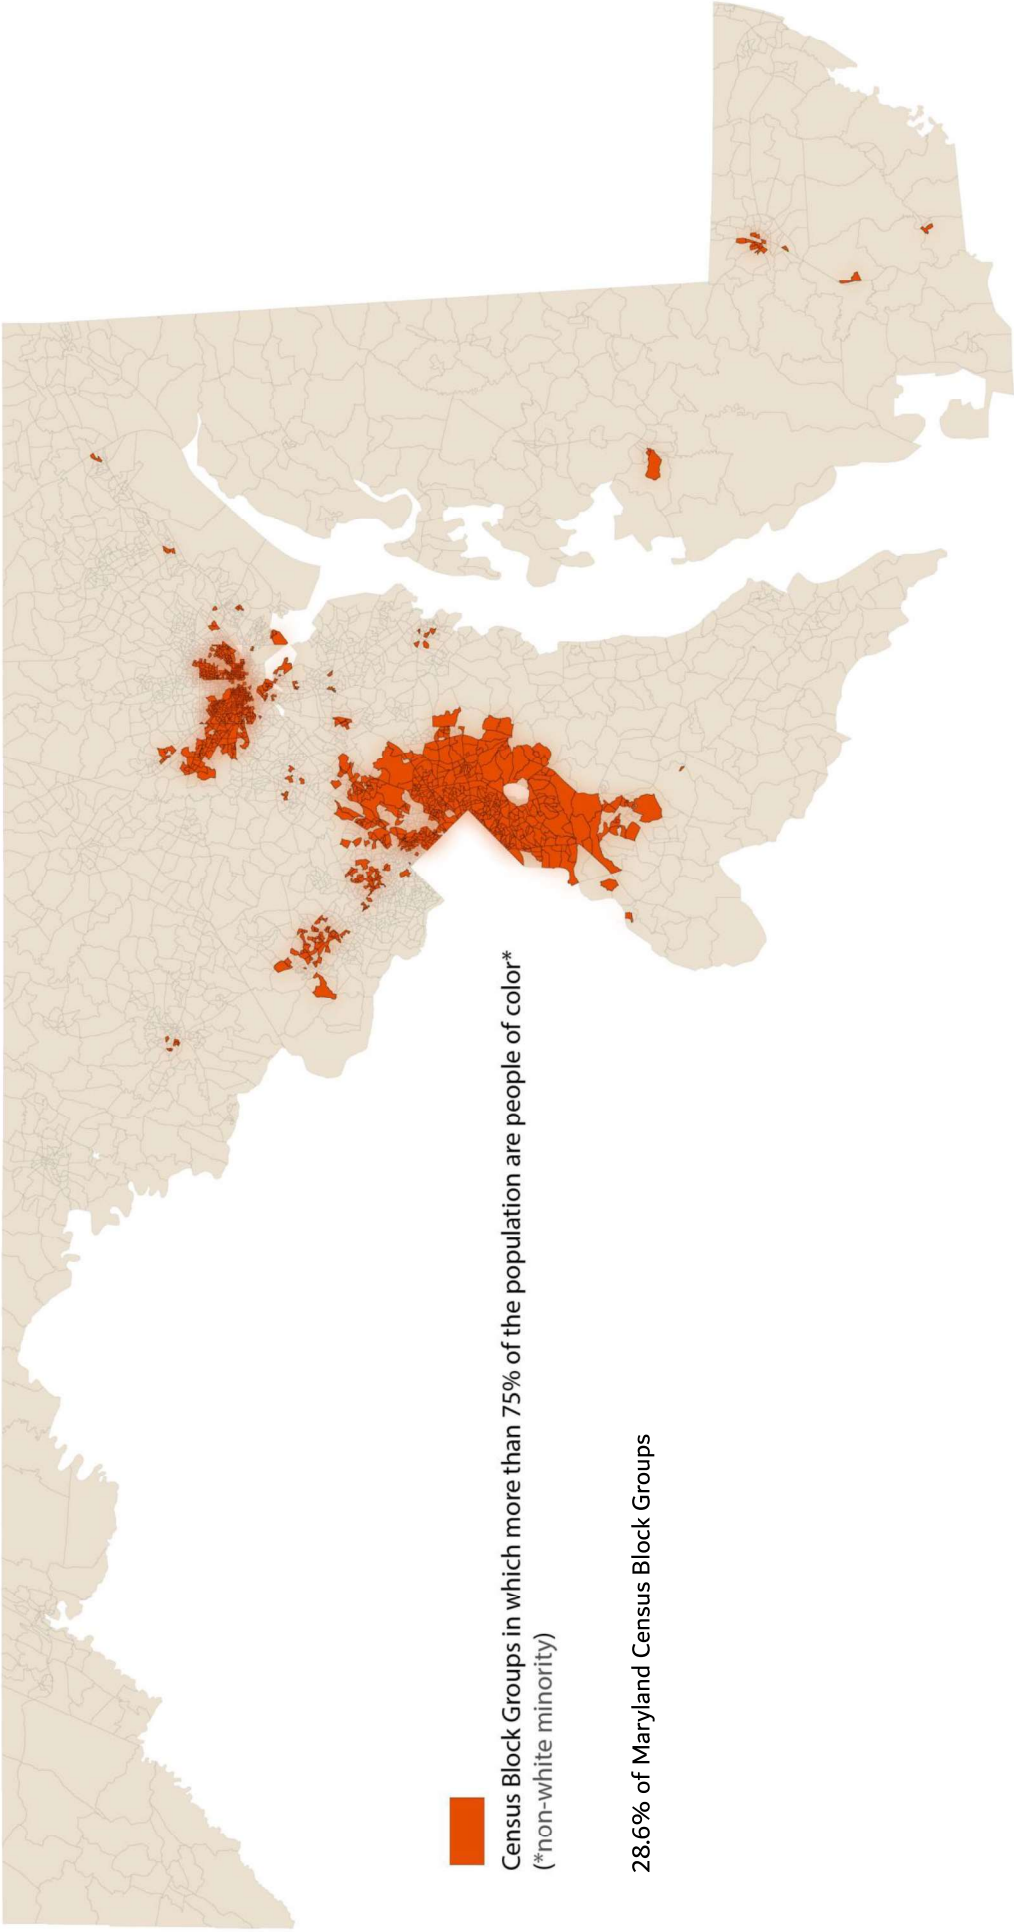 Census Block Groups in which more than 75% of the population are people of color*
(*non-white minority)
28.6% of Maryland Census Block Groups